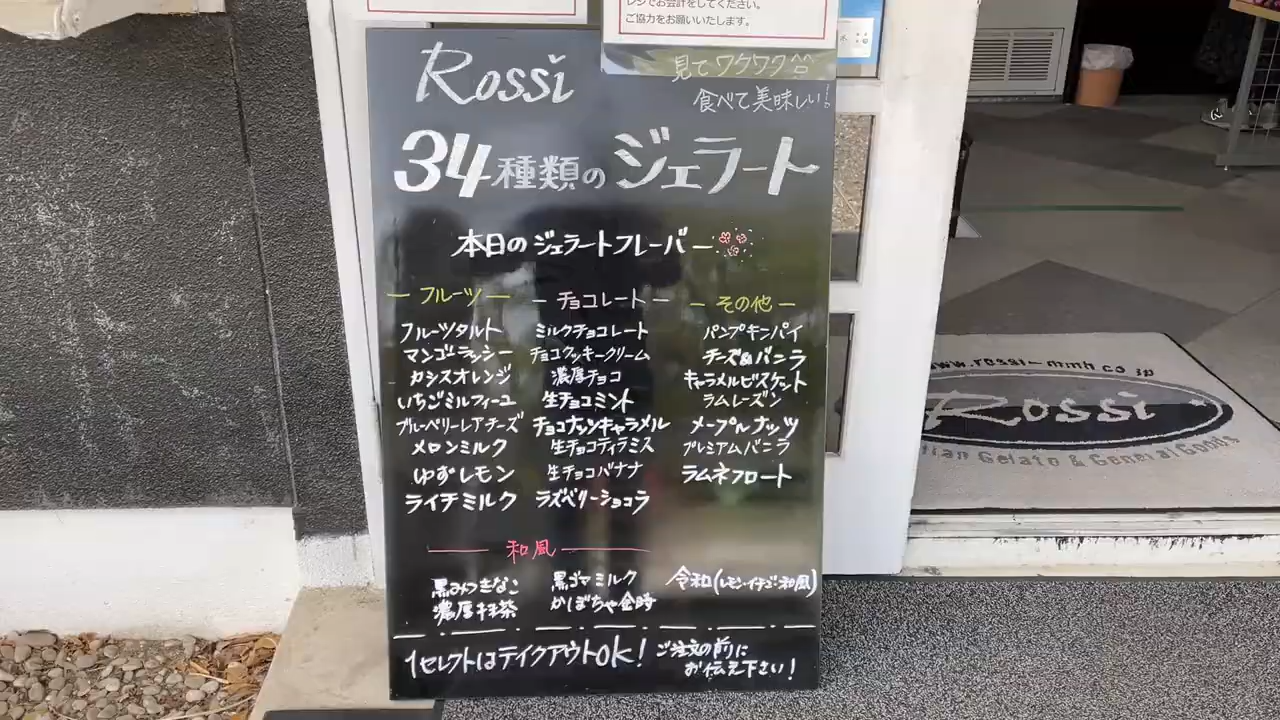 レジでお会計をしてください。
ご協力をお願いいたします。
Rossi
見てワクワク
食べて美味しい!
34種類のジェラート
本日のジェラートフレーバー
フルーツ
フルーツタルト
マンゴーラッシー
カシスオレンジ
いちごミルフィーユ
ブルーベリーレアチーズ
メロンミルク
ゆずレモン
ライチミルク
チョコレート
ミルクチョコレート
チョコクッキークリーム
濃厚チョコ
生チョコミント
チョコナッツキャラメル
生チョコティラミス
生チョコバナナ
ラズベリーショコラ
その他
パンプキンパイ
チーズ&バニラ
キャラメルビスケット
ラムレーズン
メープルナッツ
プレミアムバニラ
ラムネフロート
和風
黒みつきなこ
濃厚抹茶
黒ゴマミルク
かぼちゃ金時
令和(レモン・イチゴ・和風)
1セレクトはテイクアウトok!
ご注文の前に
お伝え下さい!
www.rossi-mmh.co.jp
Rossi
lian Gelato & General Goods